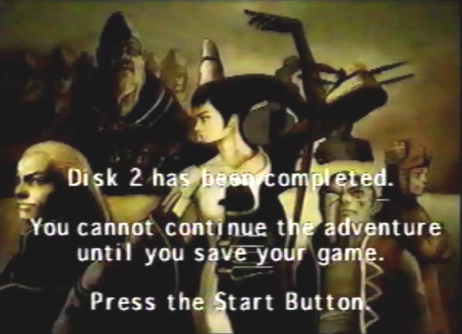 Disk 2 has been completed.
You cannot continue the adventure
until you save your game.
Press the Start Button.